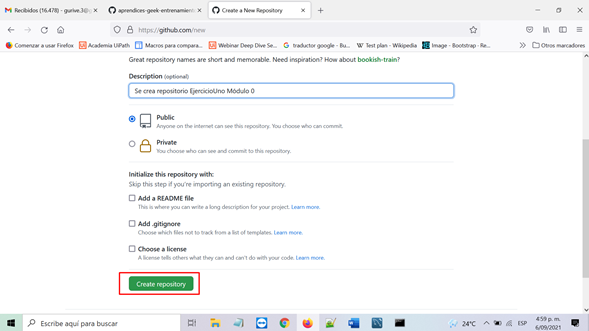 Recibidos (16.478) - gurive.3@g
aprendices-geek-entrenamient
Create a New Repository
https://github.com/new
Comenzar a usar Firefox
Academia UiPath
Macros para compara...
Webinar Deep Dive Se...
traductor google - Bu...
Test plan - Wikipedia
Image - Bootstrap - Re...
Otros marcadores
Great repository names are short and memorable. Need inspiration? How about bookish-train?
Description (optional)
Se crea repositorio EjercicioUno Módulo 0
Public
Anyone on the internet can see this repository. You choose who can commit.
Private
You choose who can see and commit to this repository.
Initialize this repository with:
Skip this step if you're importing an existing repository.
Add a README file
This is where you can write a long description for your project. Learn more.
Add .gitignore
Choose which files not to track from a list of templates. Learn more.
Choose a license
A license tells others what they can and can't do with your code. Learn more.
Create repository
Escribe aquí para buscar
24°C
ESP
4:59 p. m.
6/09/2021